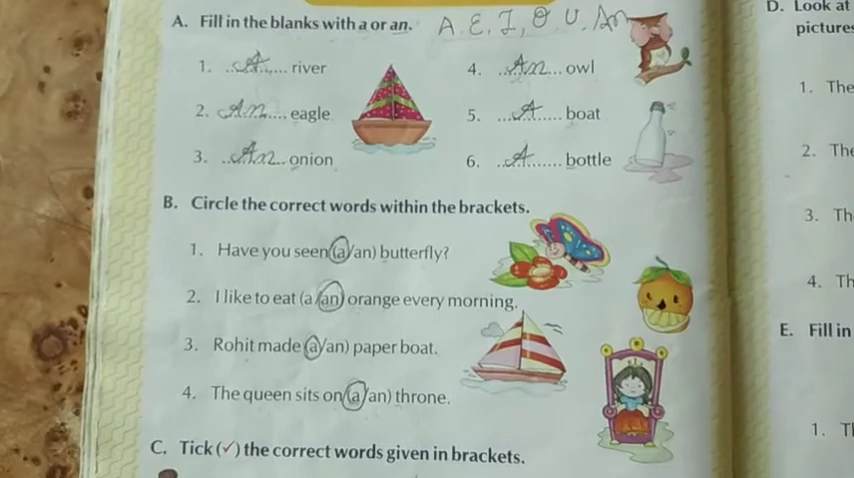 A. Fill in the blanks with a or an. A. E. I, O U. An
1. ..A...... river
4. ..An... owl
2. An.... eagle
5. ...A..... boat
3. ..An.. onion
6. ..A....... bottle
B. Circle the correct words within the brackets.
1. Have you seen (a/an) butterfly?
2. I like to eat (a/an) orange every morning.
3. Rohit made (a/an) paper boat.
4. The queen sits on (a/an) throne.
C. Tick (✓) the correct words given in brackets.
D. Look at
pictures
1. The
2. The
3. Th
4. Th
E. Fill in
1. Th